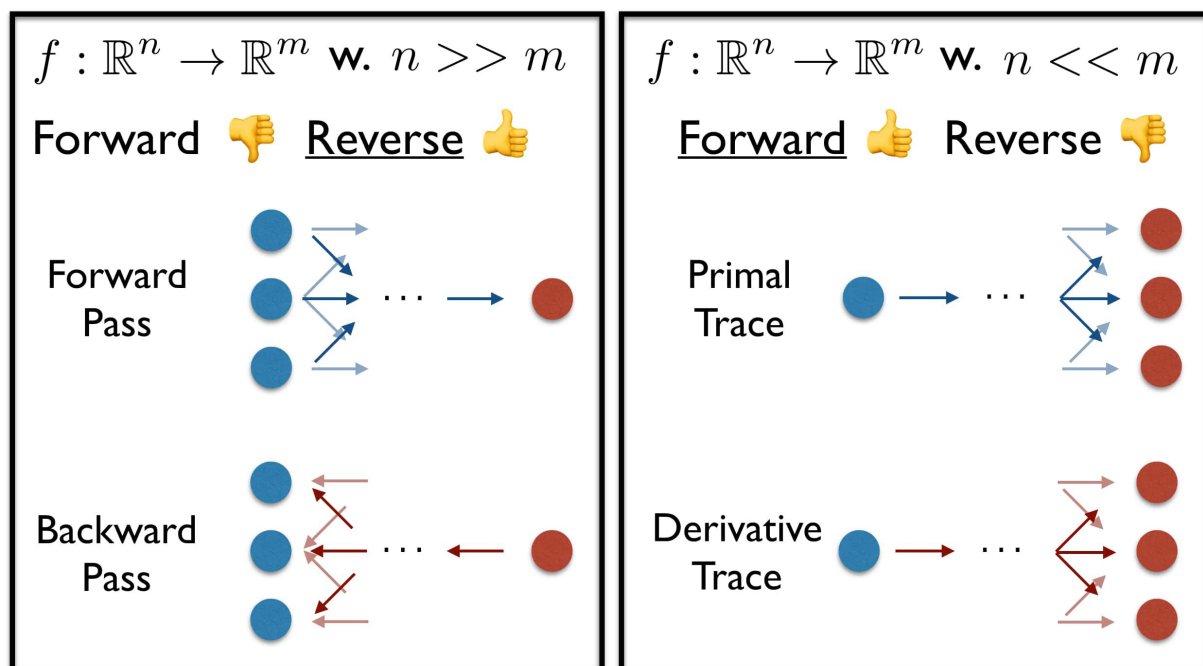 f : ℝⁿ → ℝᵐ w. n >> m
Forward 👎 Reverse 👍
Forward
Pass
...
Backward
Pass
...
f : ℝⁿ → ℝᵐ w. n << m
Forward 👍 Reverse 👎
Primal
Trace
...
Derivative
Trace
...